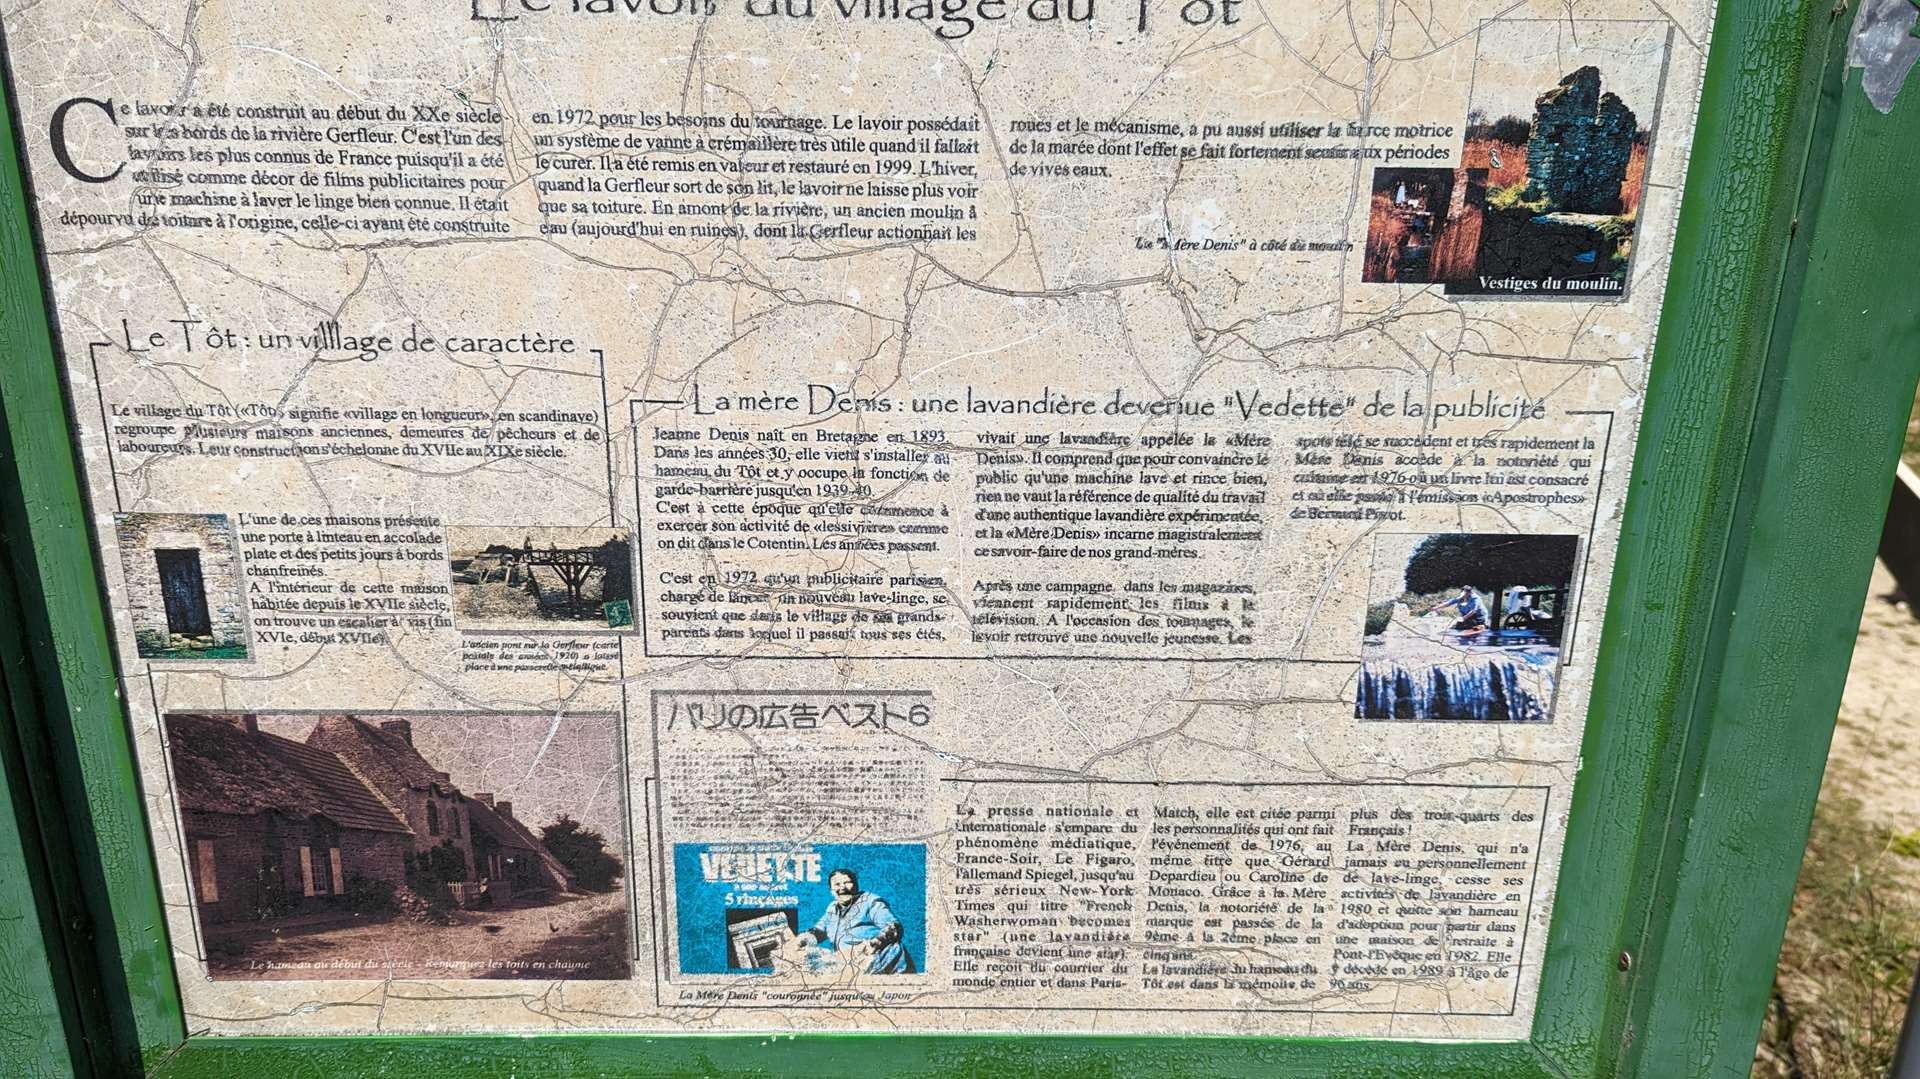 Le lavoir du village du Tôt
Ce lavoir a été construit au début du XXe siècle
sur les bords de la rivière Gerfleur. C'est l'un des
lavoirs les plus connus de France puisqu'il a été
utilisé comme décor de films publicitaires pour
une machine à laver le linge bien connue. Il était
dépourvu de toiture à l'origine, celle-ci ayant été construite
en 1972 pour les besoins du tournage. Le lavoir possédait
un système de vanne à crémaillère très utile quand il fallait
le curer. Il a été remis en valeur et restauré en 1999. L'hiver,
quand la Gerfleur sort de son lit, le lavoir ne laisse plus voir
que sa toiture. En amont de la rivière, un ancien moulin à
eau (aujourd'hui en ruines), dont la Gerfleur actionnait les
roues et le mécanisme, a pu aussi utiliser la force motrice
de la marée dont l'effet se fait fortement sentir aux périodes
de vives eaux.
La "Mère Denis" à côté du moulin
Vestiges du moulin.
Le Tôt : un villlage de caractère
Le village du Tôt («Tôt» signifie «village en longueur» en scandinave)
regroupe plusieurs maisons anciennes, demeures de pêcheurs et de
laboureurs. Leur construction s'échelonne du XVIIe au XIXe siècle.
L'une de ces maisons présente
une porte à linteau en accolade
plate et des petits jours à bords
chanfreinés.
A l'intérieur de cette maison
habitée depuis le XVIIe siècle,
on trouve un escalier à vis (fin
XVIe, début XVIIe).
L'ancien pont sur la Gerfleur (carte
postale des années 1920) a laissé
place à une passerelle métallique.
Le hameau au début du siècle - Remarquez les toits en chaume
La mère Denis : une lavandière devenue "Vedette" de la publicité
Jeanne Denis naît en Bretagne en 1893.
Dans les années 30, elle vient s'installer au
hameau du Tôt et y occupe la fonction de
garde-barrière jusqu'en 1939-40.
C'est à cette époque qu'elle commence à
exercer son activité de «lessivière» comme
on dit dans le Cotentin. Les années passent.
C'est en 1972 qu'un publicitaire parisien,
chargé de lancer un nouveau lave-linge, se
souvient que dans le village de ses grands-
parents dans lequel il passait tous ses étés,
vivait une lavandière appelée la «Mère
Denis». Il comprend que pour convaincre le
public qu'une machine lave et rince bien,
rien ne vaut la référence de qualité du travail
d'une authentique lavandière expérimentée,
et la «Mère Denis» incarne magistralement
ce savoir-faire de nos grand-mères.
Après une campagne dans les magazines,
viennent rapidement les films à la
télévision. A l'occasion des tournages, le
lavoir retrouve une nouvelle jeunesse. Les
spots télé se succèdent et très rapidement la
Mère Denis accède à la notoriété qui
culmine en 1976 où un livre lui est consacré
et où elle passe à l'émission «Apostrophes»
de Bernard Pivot.
パリの広告ベスト6
VEDETTE
5 rinçages
La Mère Denis "couronnée" jusqu'au Japon
La presse nationale et
internationale s'empare du
phénomène médiatique,
France-Soir, Le Figaro,
l'allemand Spiegel, jusqu'au
très sérieux New-York
Times qui titre "French
Washerwoman becomes
star" (une lavandière
française devient une star).
Elle reçoit du courrier du
monde entier et dans Paris-
Match, elle est citée parmi
les personnalités qui ont fait
l'événement de 1976, au
même titre que Gérard
Depardieu ou Caroline de
Monaco. Grâce à la Mère
Denis, la notoriété de la
marque est passée de la
9ème à la 2ème place en
cinq ans.
La lavandière du hameau du
Tôt est dans la mémoire de
plus des trois-quarts des
Français !
La Mère Denis, qui n'a
jamais eu personnellement
de lave-linge, cesse ses
activités de lavandière en
1980 et quitte son hameau
d'adoption pour partir dans
une maison de retraite à
Pont-l'Evêque en 1982. Elle
y décède en 1989 à l'âge de
96 ans.